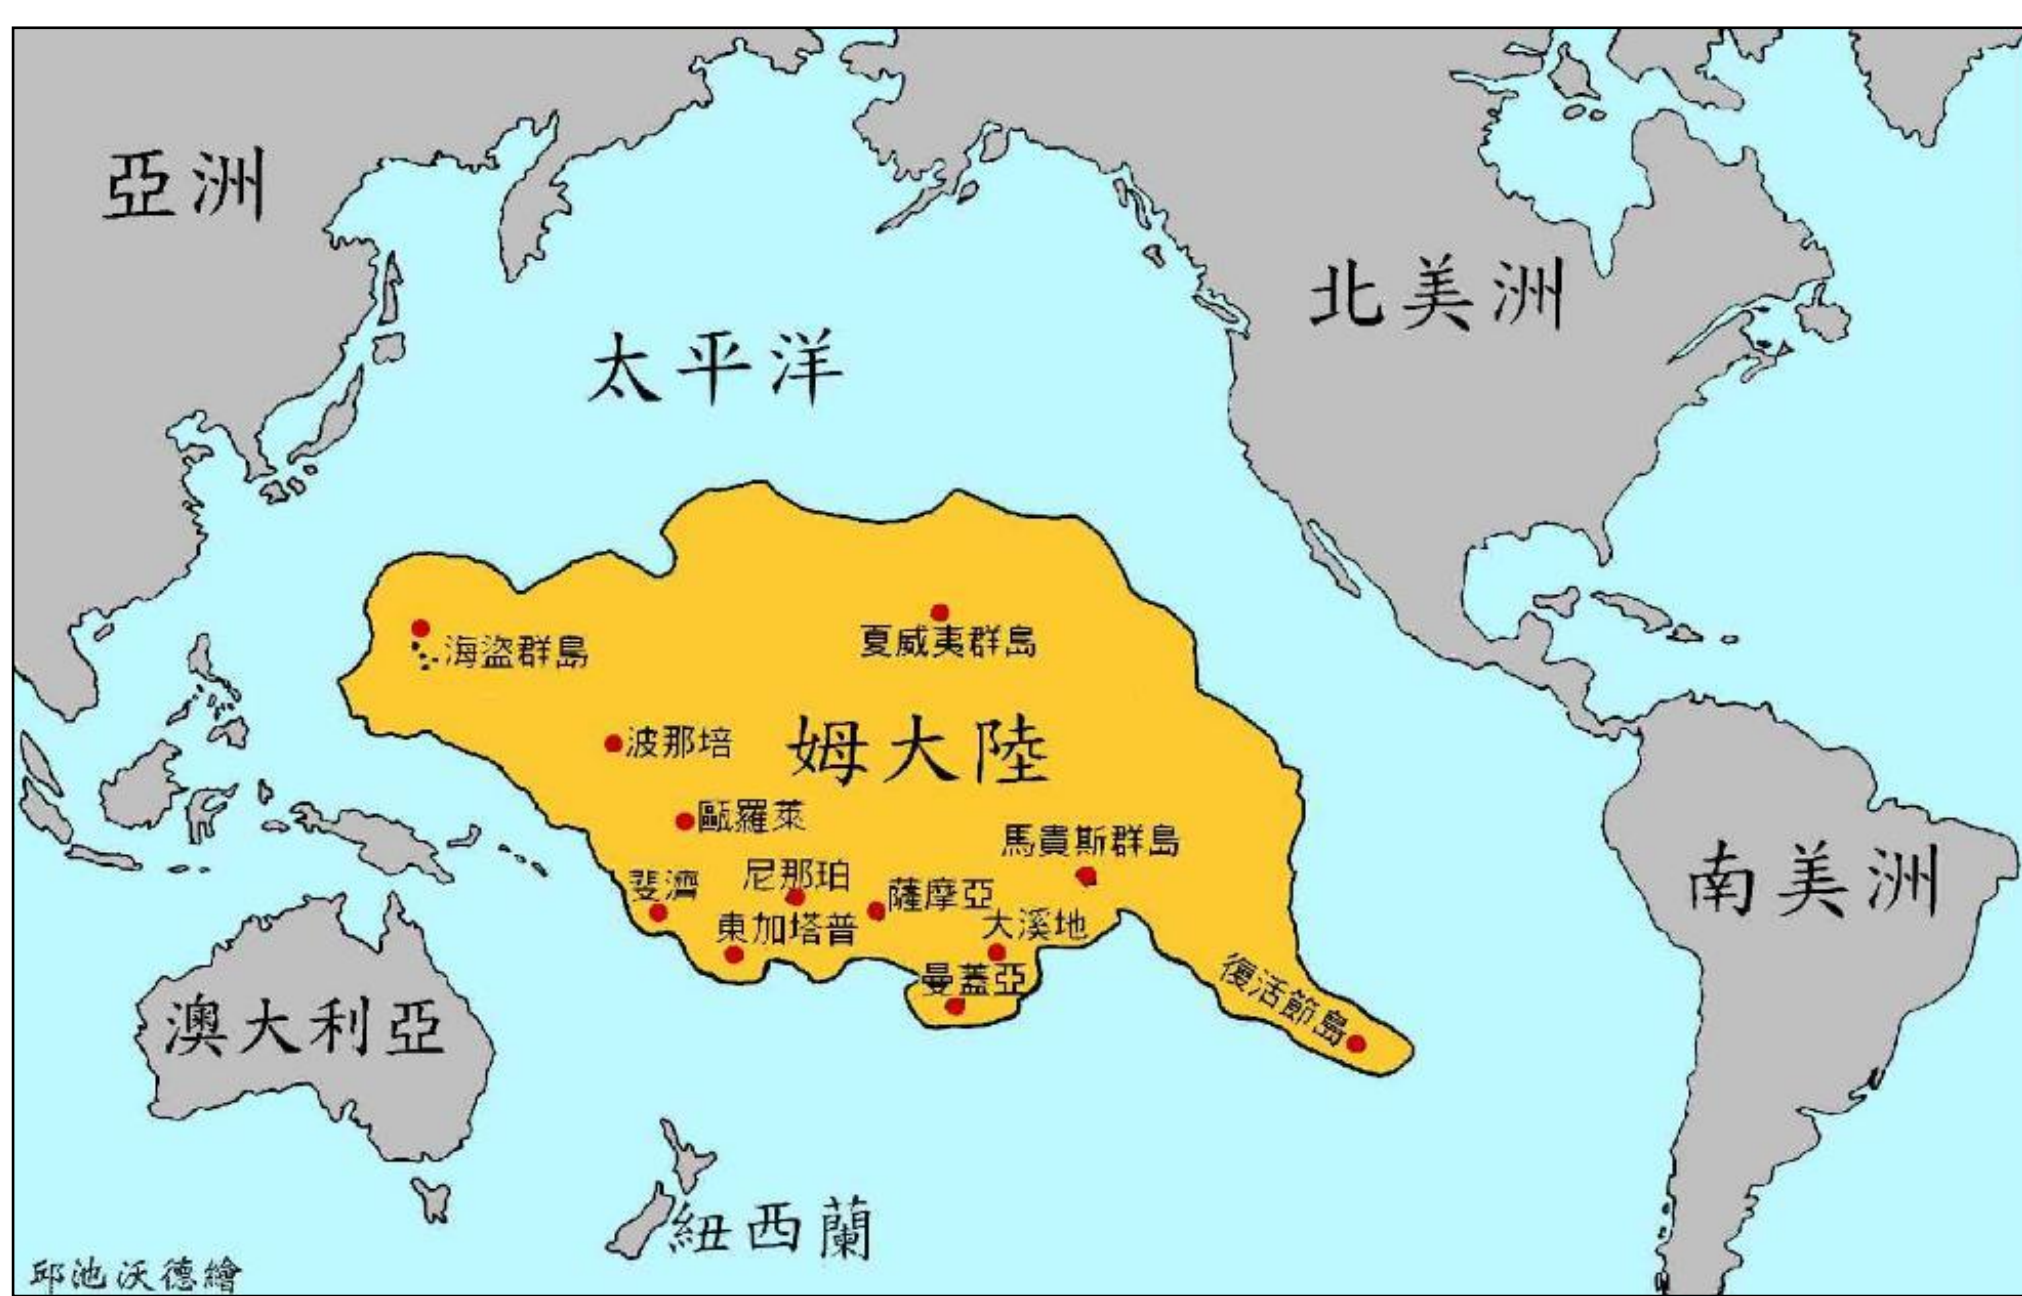 亞洲
北美洲
太平洋
海盜群島
夏威夷群島
波那培
姆大陸
甌羅萊
馬貴斯群島
斐濟
尼那珀
薩摩亞
東加塔普
大溪地
曼蓋亞
復活節島
南美洲
澳大利亞
紐西蘭
邱池沃德繪